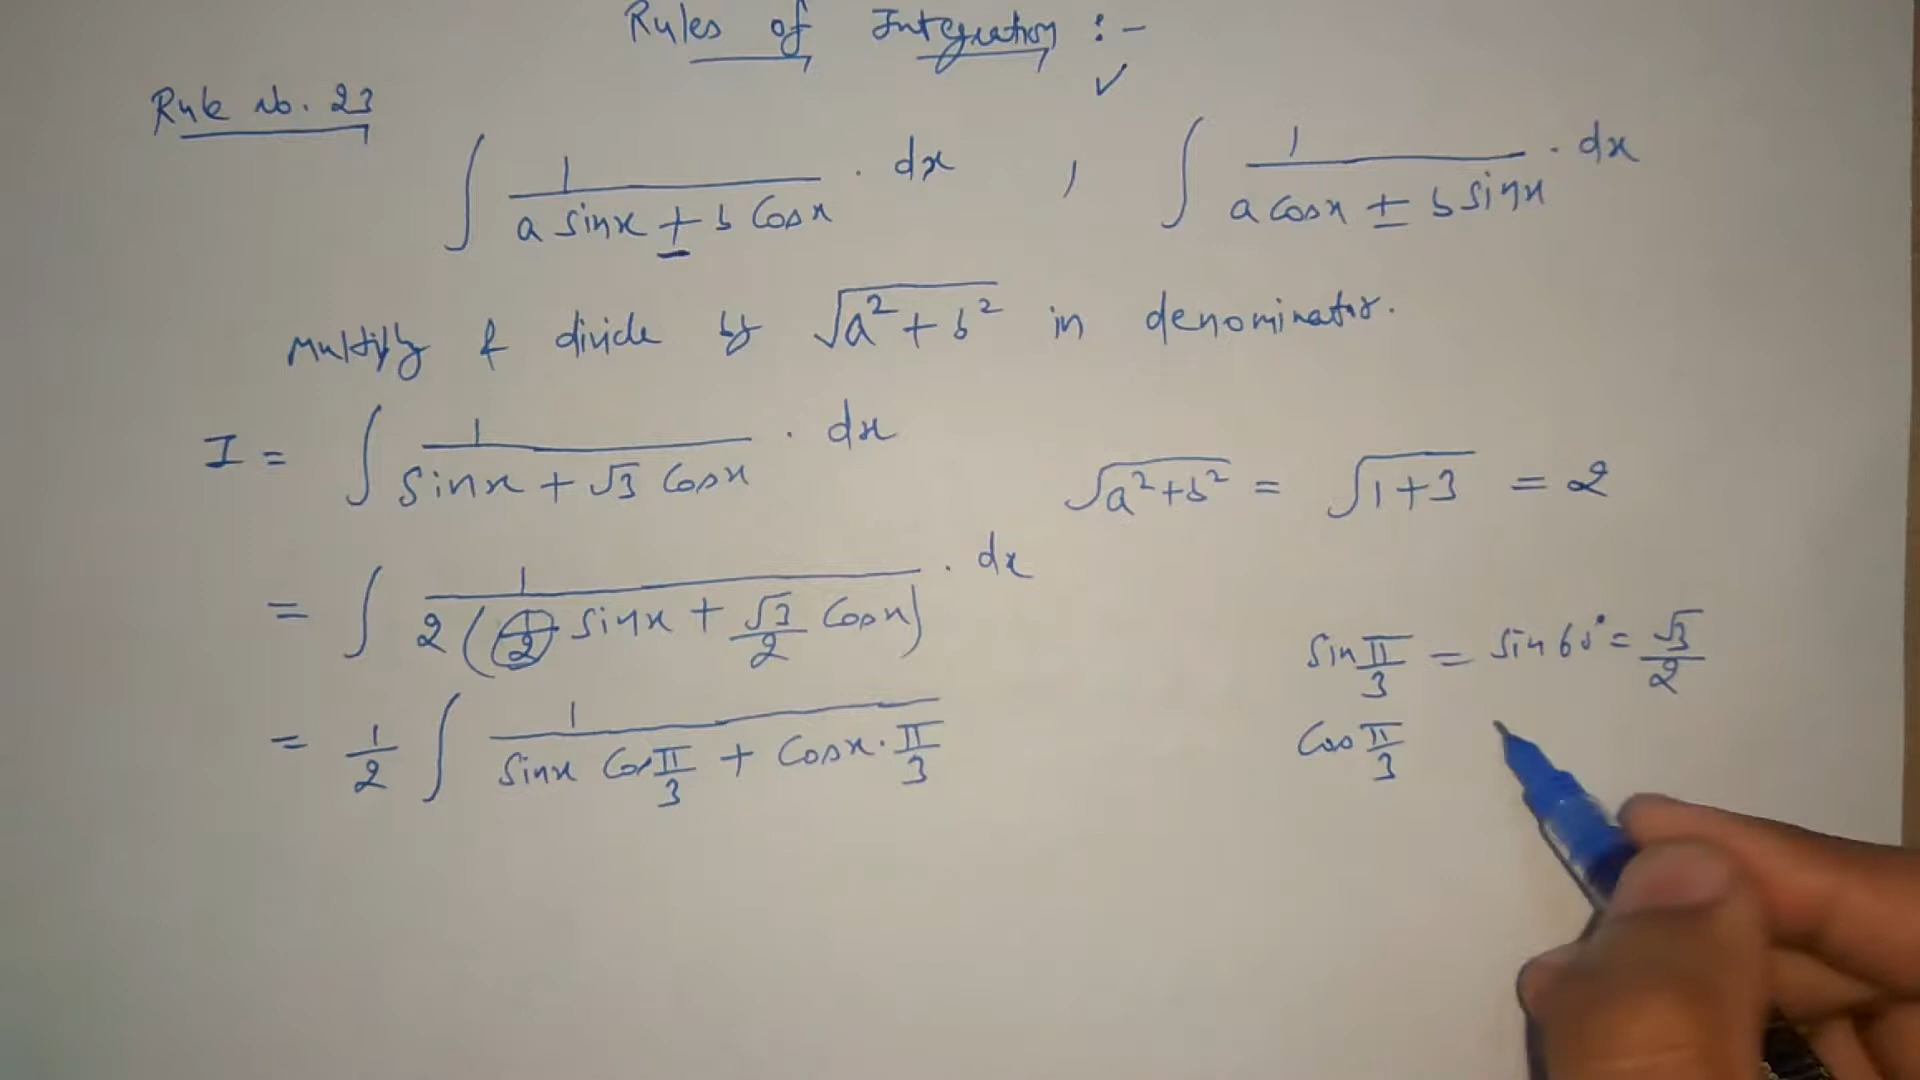 Rules of Integration :-
✓
Rule No. 23
∫ 1/(a sinx ± b Cosx) . dx , ∫ 1/(a cosx ± b sinx) . dx
Multiply & divide by √(a² + b²) in denominator.
I = ∫ 1/(Sinx + √3 Cosx) . dx
√(a²+b²) = √(1+3) = 2
= ∫ 1/(2(1/2 Sinx + √3/2 Cosx)) . dx
Sin π/3 = Sin 60° = √3/2
= 1/2 ∫ 1/(Sinx Cos π/3 + Cosx . π/3)
Cos π/3